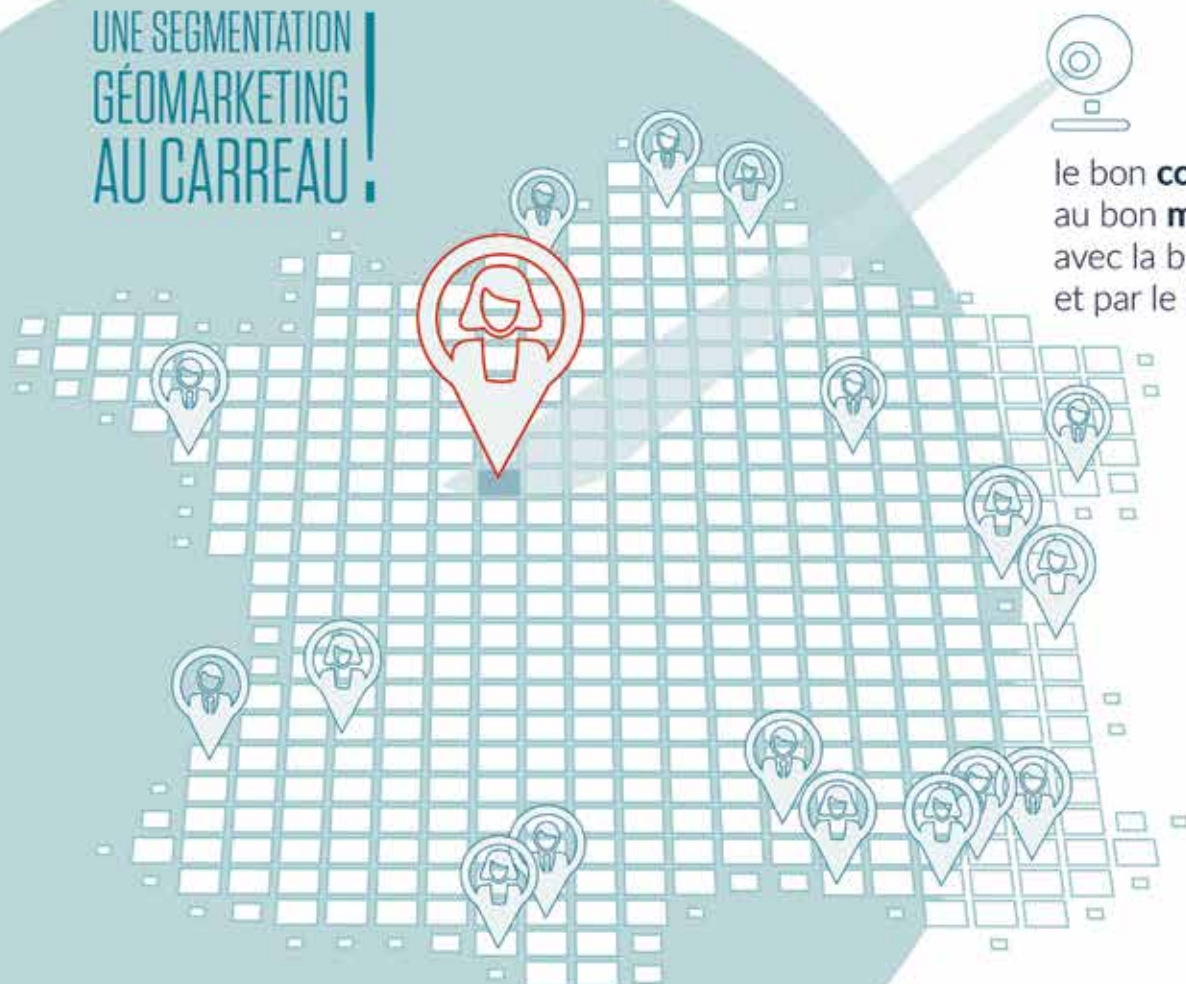 UNE SEGMENTATION
GÉOMARKETING
AU CARREAU !
le bon
au bon
avec la
et par le